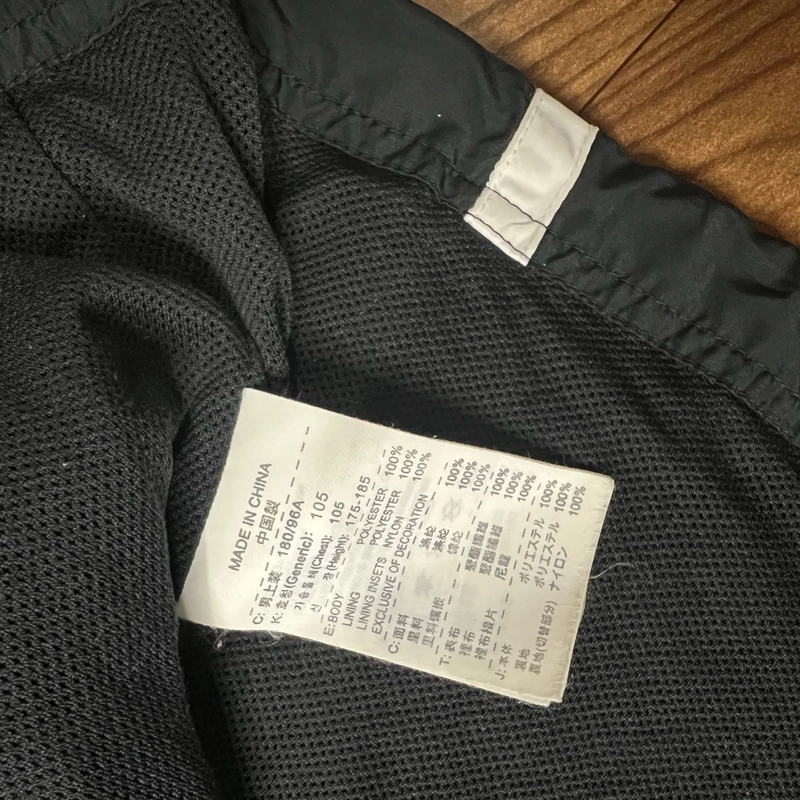 MADE IN CHINA
中国製
C: 男上装 180/96A
K: 호칭(Generic): 105
가슴둘레(Chest): 105
신 장(Height): 175-185
E: BODY POLYESTER 100%
LINING POLYESTER 100%
LINING INSETS NYLON 100%
EXCLUSIVE OF DECORATION
C: 面料 涤纶 100%
里料 涤纶 100%
里料镶嵌 100%
T: 表布 聚酯纖維 100%
裡布 聚酯纖維 100%
裡布接片 尼龍 100%
J: 本体 ポリエステル 100%
裏地 ポリエステル 100%
裏地(切替部分) ナイロン 100%